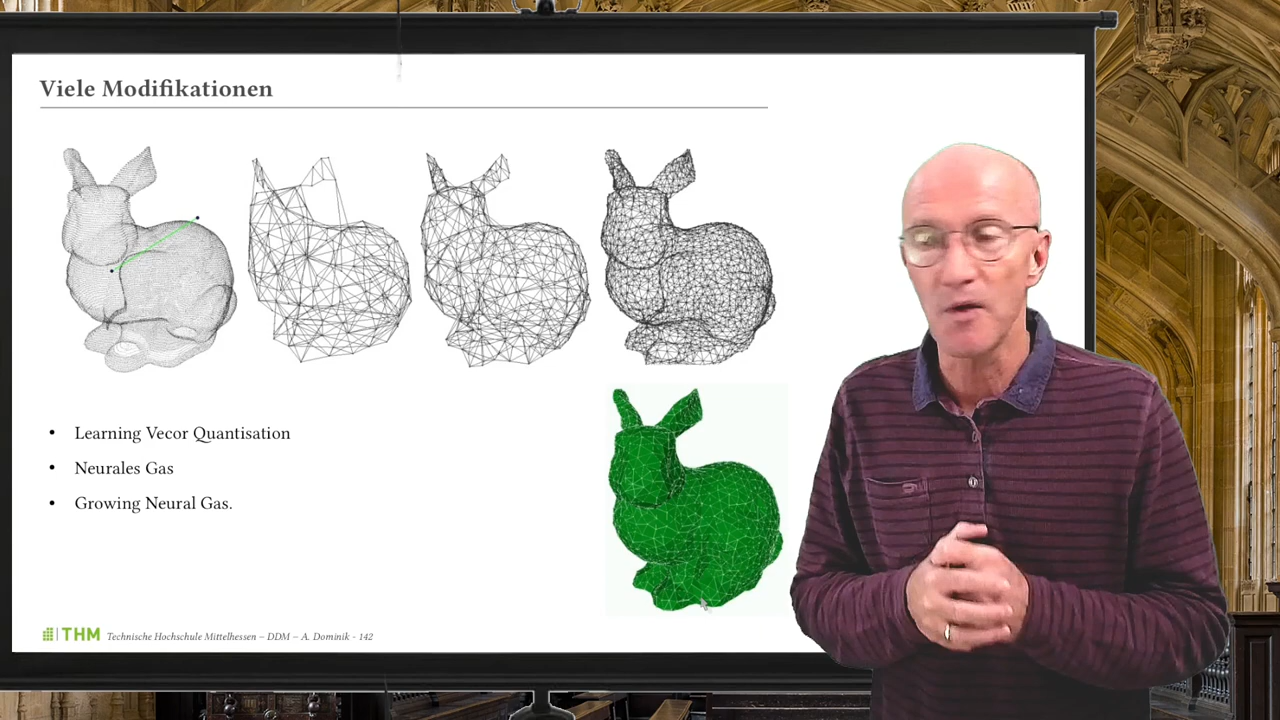 Viele Modifikationen
• Learning Vecor Quantisation
• Neurales Gas
• Growing Neural Gas.
THM Technische Hochschule Mittelhessen – DDM – A. Dominik - 142